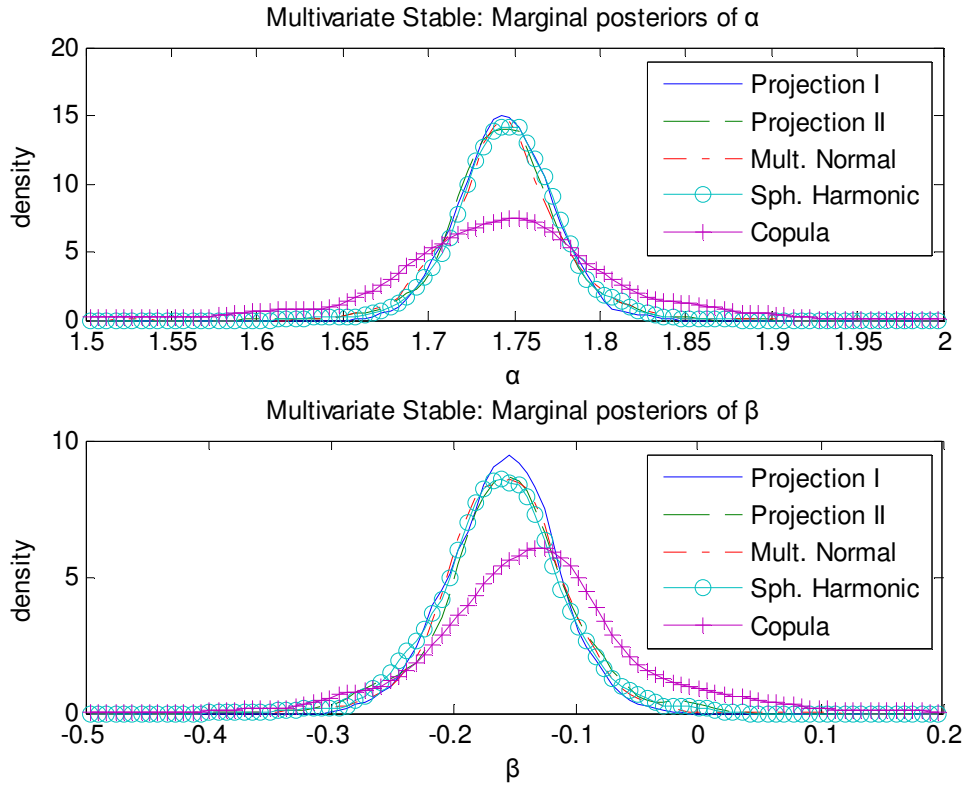 Multivariate Stable: Marginal posteriors of α
20
15
10
5
0
density
1.5 1.55 1.6 1.65 1.7 1.75 1.8 1.85 1.9 1.95 2
α
Projection I
Projection II
Mult. Normal
Sph. Harmonic
Copula
Multivariate Stable: Marginal posteriors of β
10
5
0
density
-0.5 -0.4 -0.3 -0.2 -0.1 0 0.1 0.2
β
Projection I
Projection II
Mult. Normal
Sph. Harmonic
Copula